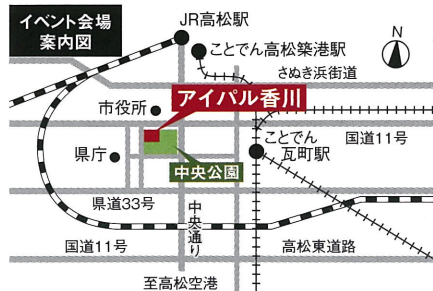 イベント会場
案内図
JR高松駅
N
ことでん高松築港駅
さぬき浜街道
アイパル香川
市役所
ことでん
瓦町駅
国道11号
県庁
中央公園
県道33号
中央通り
国道11号
高松東道路
至高松空港